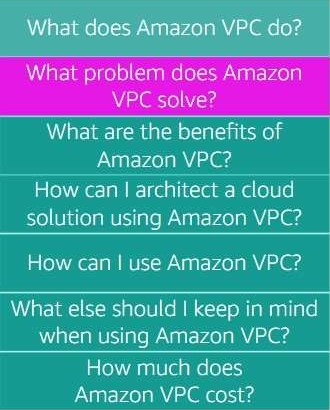 What does Amazon VPC do?
What problem does Amazon
VPC solve?
What are the benefits of
Amazon VPC?
How can I architect a cloud
solution using Amazon VPC?
How can I use Amazon VPC?
What else should I keep in mind
when using Amazon VPC?
How much does
Amazon VPC cost?